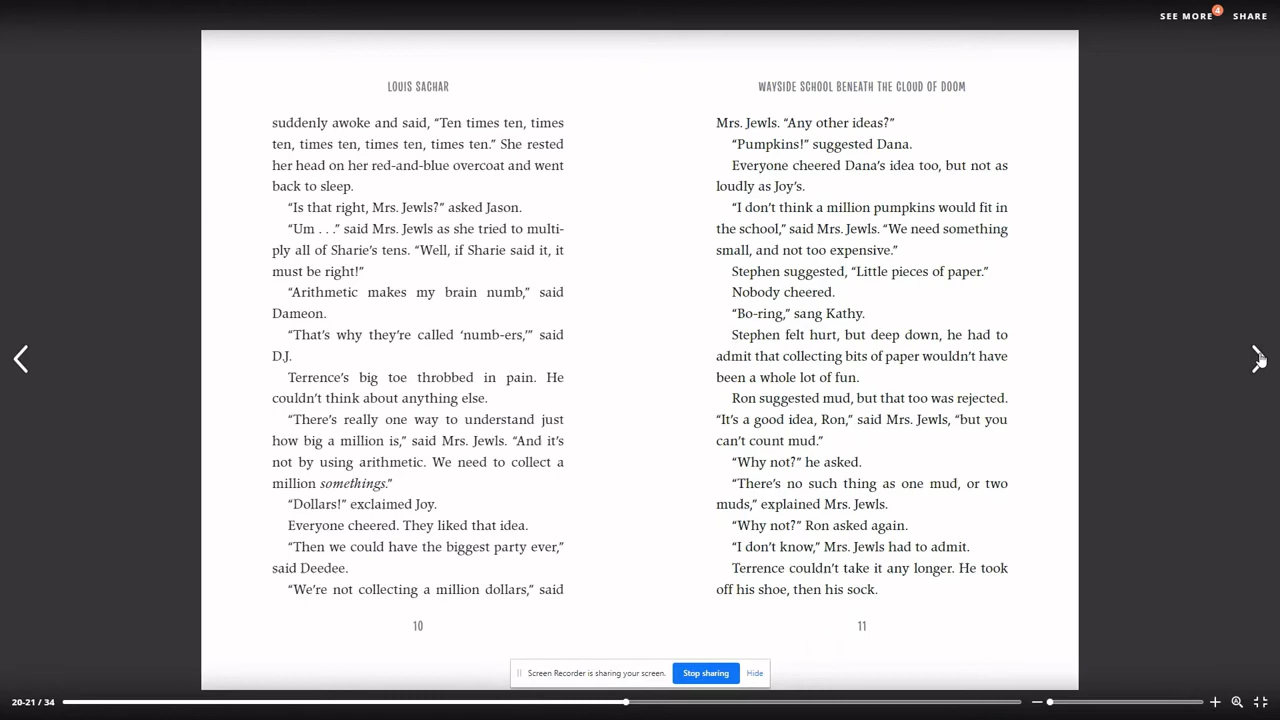 SEE MORE 4 SHARE
LOUIS SACHAR
suddenly awoke and said, “Ten times ten, times
ten, times ten, times ten, times ten.” She rested
her head on her red-and-blue overcoat and went
back to sleep.
“Is that right, Mrs. Jewls?” asked Jason.
“Um . . .” said Mrs. Jewls as she tried to multi-
ply all of Sharie’s tens. “Well, if Sharie said it, it
must be right!”
“Arithmetic makes my brain numb,” said
Dameon.
“That’s why they’re called ‘numb-ers,’” said
D.J.
Terrence’s big toe throbbed in pain. He
couldn’t think about anything else.
“There’s really one way to understand just
how big a million is,” said Mrs. Jewls. “And it’s
not by using arithmetic. We need to collect a
million somethings.”
“Dollars!” exclaimed Joy.
Everyone cheered. They liked that idea.
“Then we could have the biggest party ever,”
said Deedee.
“We’re not collecting a million dollars,” said
10
WAYSIDE SCHOOL BENEATH THE CLOUD OF DOOM
Mrs. Jewls. “Any other ideas?”
“Pumpkins!” suggested Dana.
Everyone cheered Dana’s idea too, but not as
loudly as Joy’s.
“I don’t think a million pumpkins would fit in
the school,” said Mrs. Jewls. “We need something
small, and not too expensive.”
Stephen suggested, “Little pieces of paper.”
Nobody cheered.
“Bo-ring,” sang Kathy.
Stephen felt hurt, but deep down, he had to
admit that collecting bits of paper wouldn’t have
been a whole lot of fun.
Ron suggested mud, but that too was rejected.
“It’s a good idea, Ron,” said Mrs. Jewls, “but you
can’t count mud.”
“Why not?” he asked.
“There’s no such thing as one mud, or two
muds,” explained Mrs. Jewls.
“Why not?” Ron asked again.
“I don’t know,” Mrs. Jewls had to admit.
Terrence couldn’t take it any longer. He took
off his shoe, then his sock.
11
Screen Recorder is sharing your screen. Stop sharing Hide
20-21 / 34